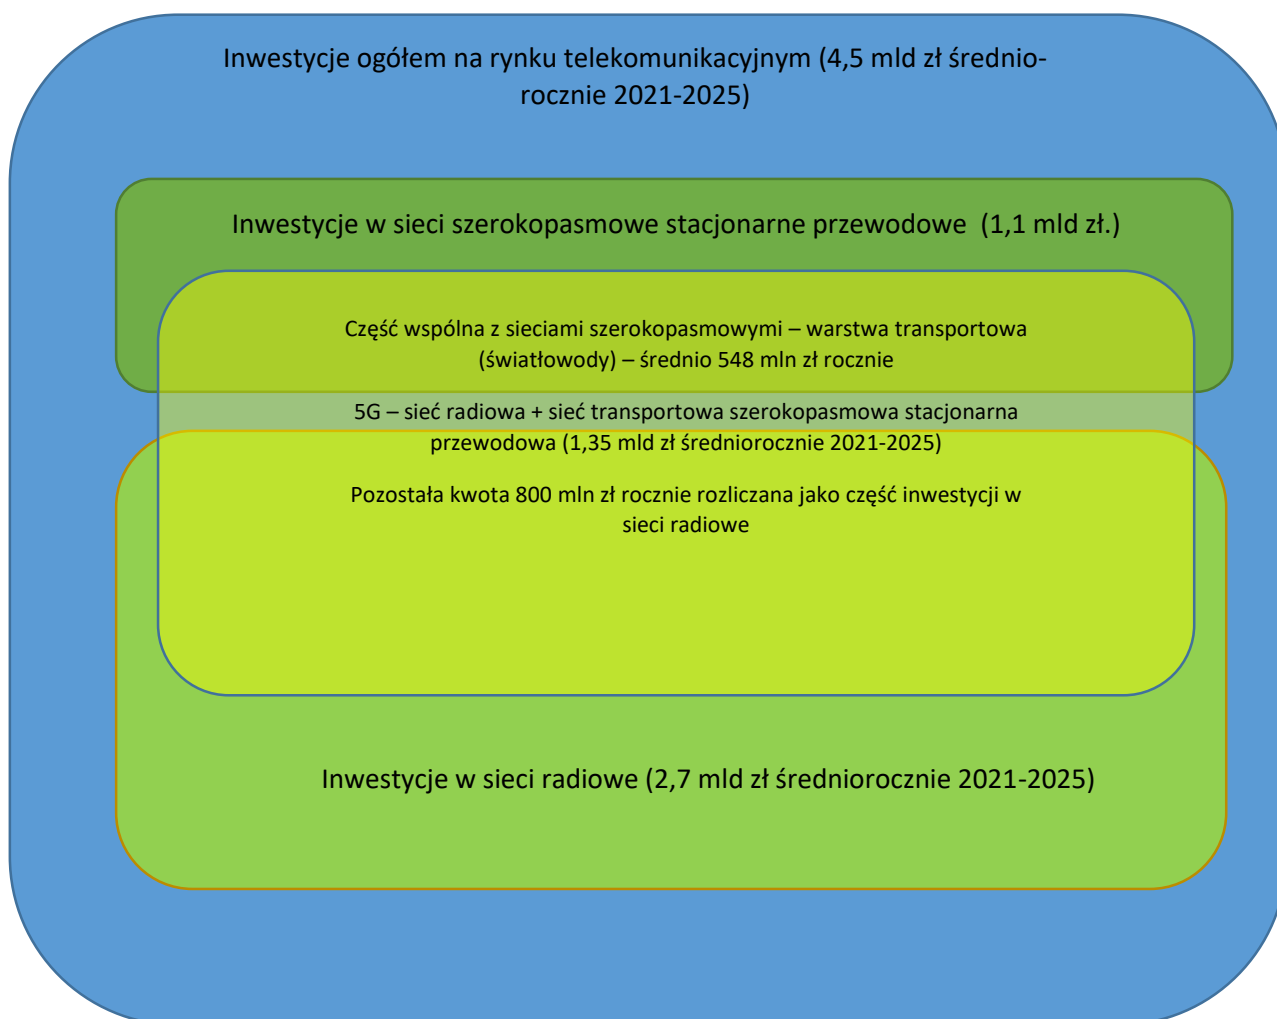 Inwestycje ogółem na rynku telekomunikacyjnym (4,5 mld zł średnio-
rocznie 2021-2025)
Inwestycje w sieci szerokopasmowe stacjonarne przewodowe  (1,1 mld zł.)
Część wspólna z sieciami szerokopasmowymi – warstwa transportowa
(światłowody) – średnio 548 mln zł rocznie
5G – sieć radiowa + sieć transportowa szerokopasmowa stacjonarna
przewodowa (1,35 mld zł średniorocznie 2021-2025)
Pozostała kwota 800 mln zł rocznie rozliczana jako część inwestycji w
sieci radiowe
Inwestycje w sieci radiowe (2,7 mld zł średniorocznie 2021-2025)